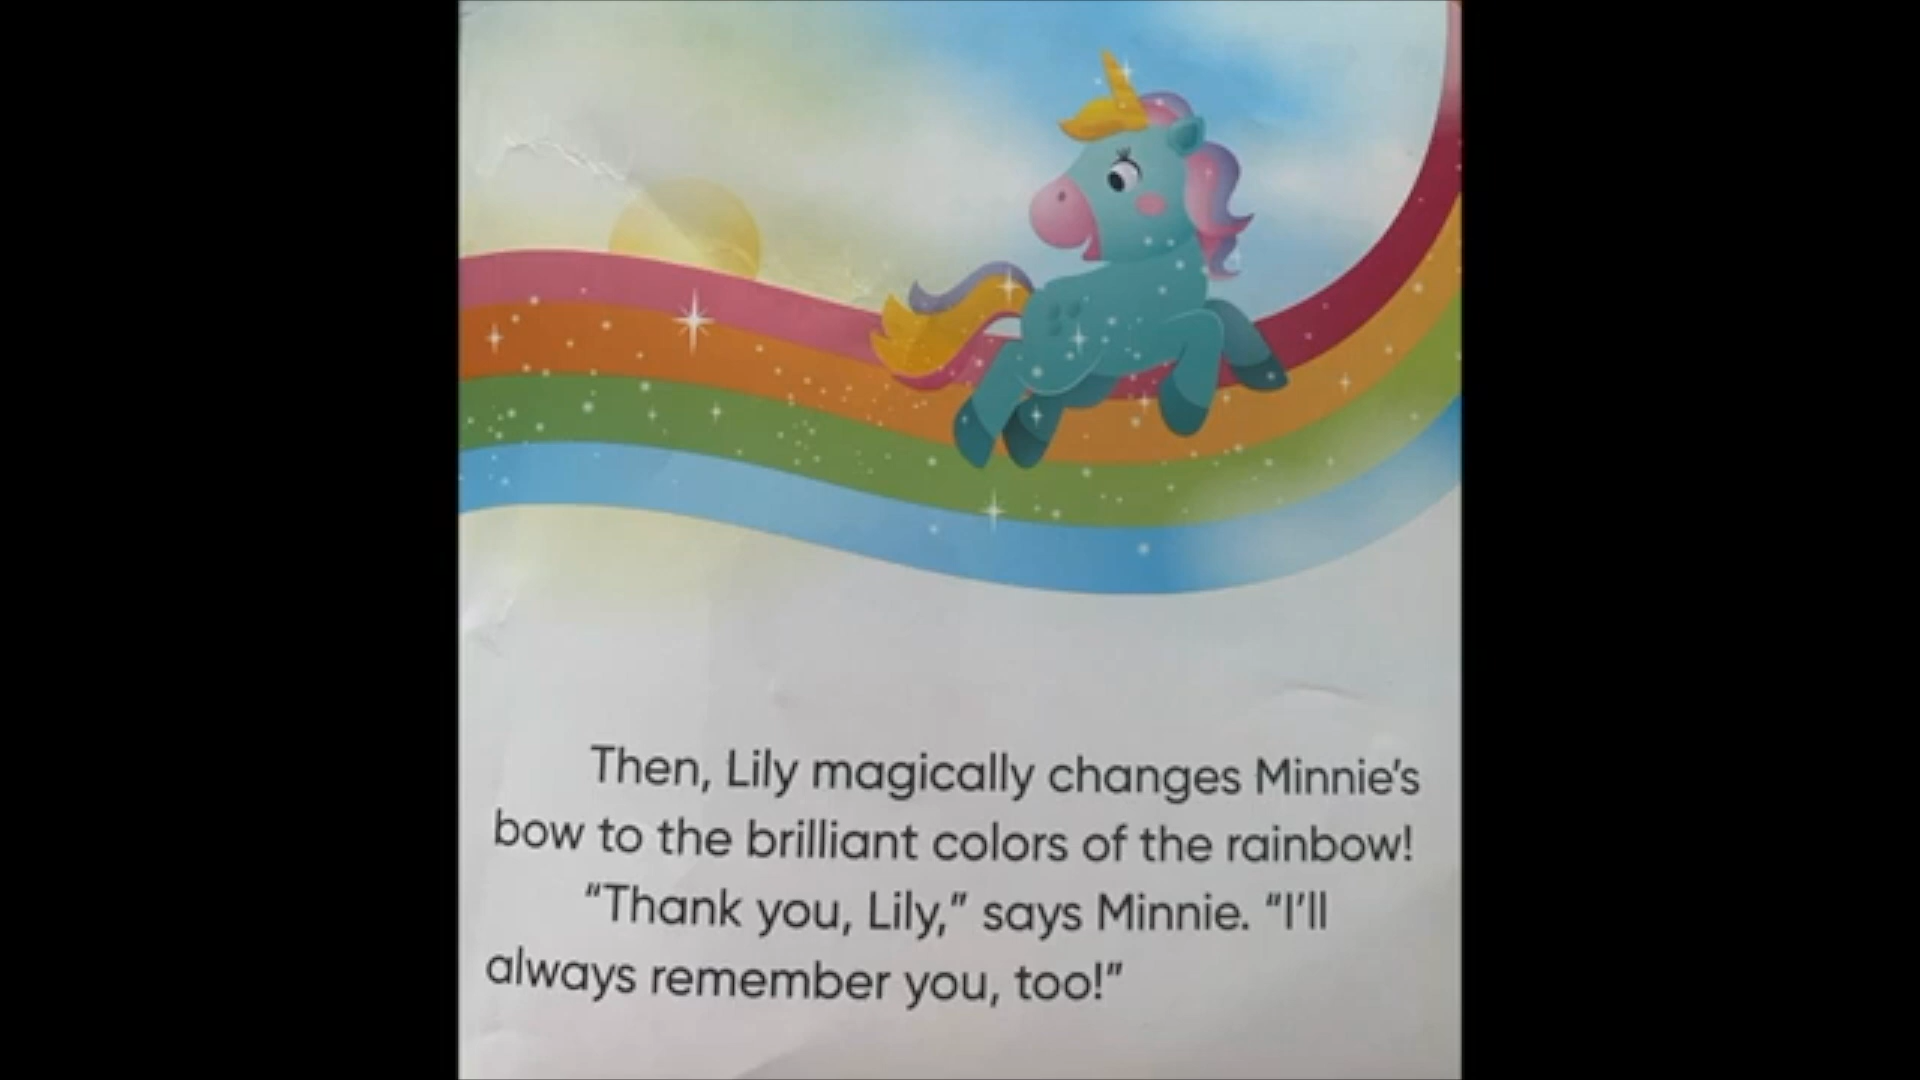 Then, Lily magically changes Minnie’s
bow to the brilliant colors of the rainbow!
“Thank you, Lily,” says Minnie. “I’ll
always remember you, too!”